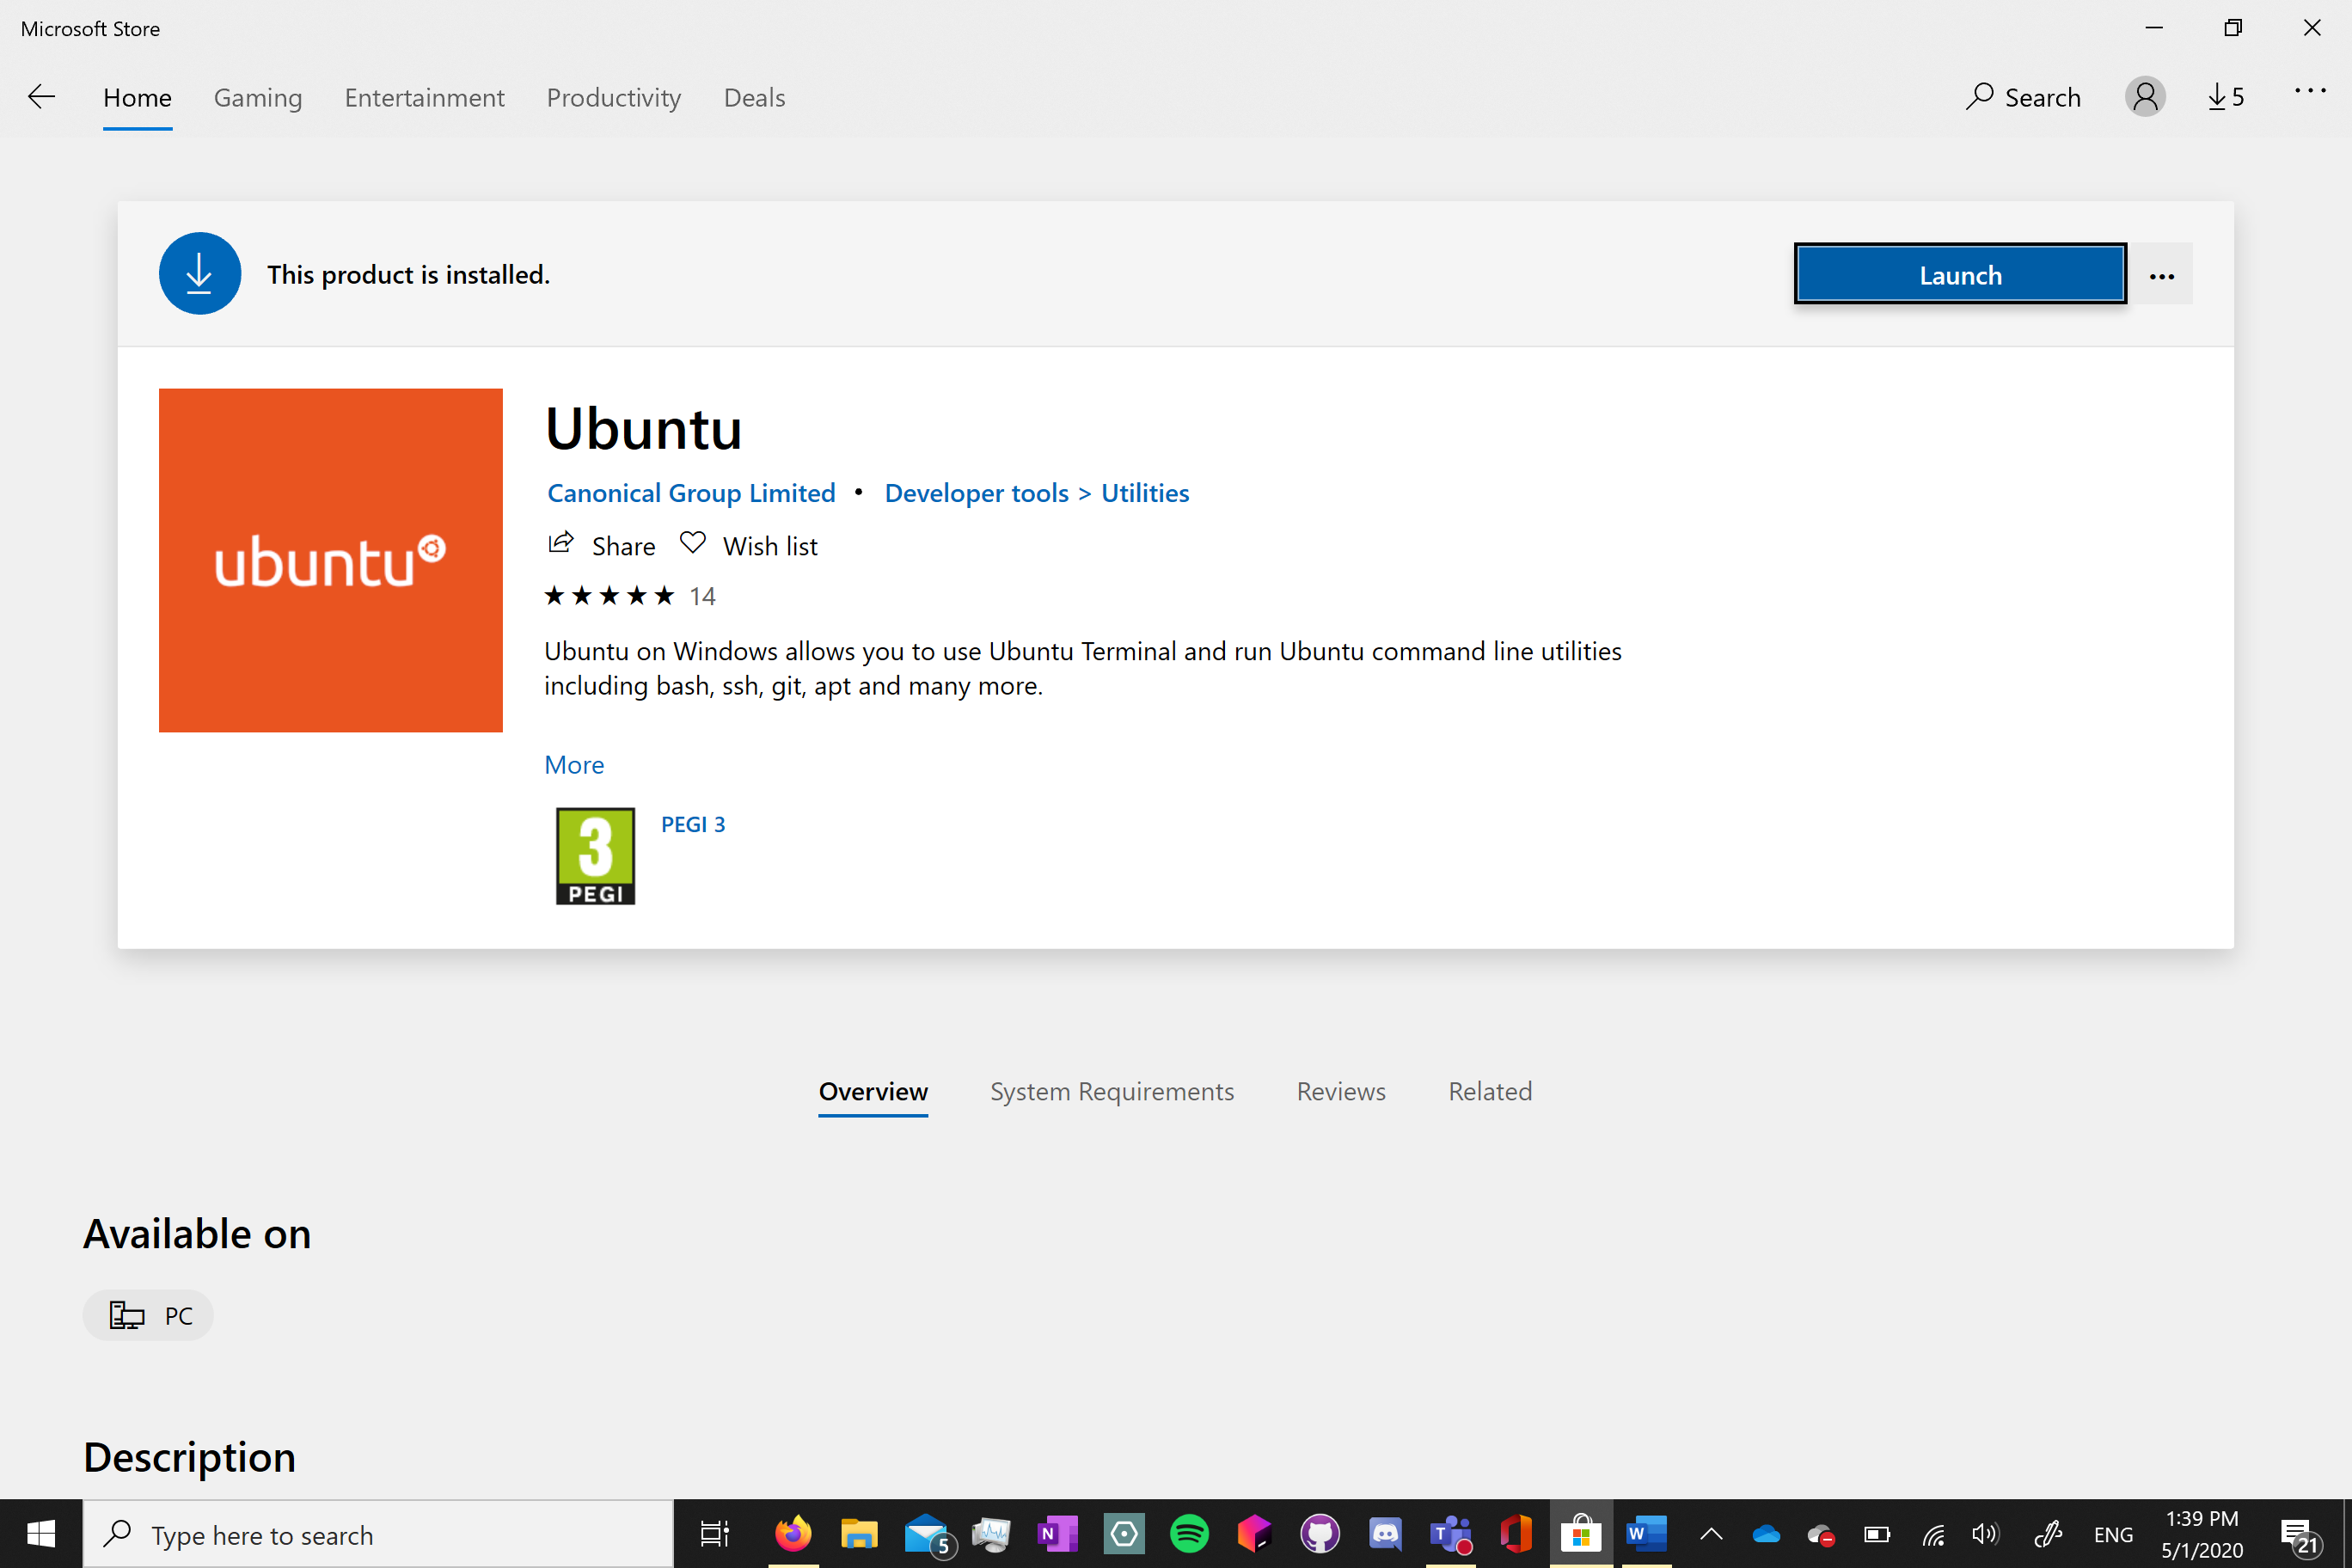 Microsoft Store
Home Gaming Entertainment Productivity Deals Search 5
This product is installed. Launch
ubuntu
Ubuntu
Canonical Group Limited • Developer tools > Utilities
Share Wish list
14
Ubuntu on Windows allows you to use Ubuntu Terminal and run Ubuntu command line utilities
including bash, ssh, git, apt and many more.
More
3
PEGI
PEGI 3
Overview System Requirements Reviews Related
Available on
PC
Description
Type here to search
5
N
T
W
ENG
1:39 PM
5/1/2020
21